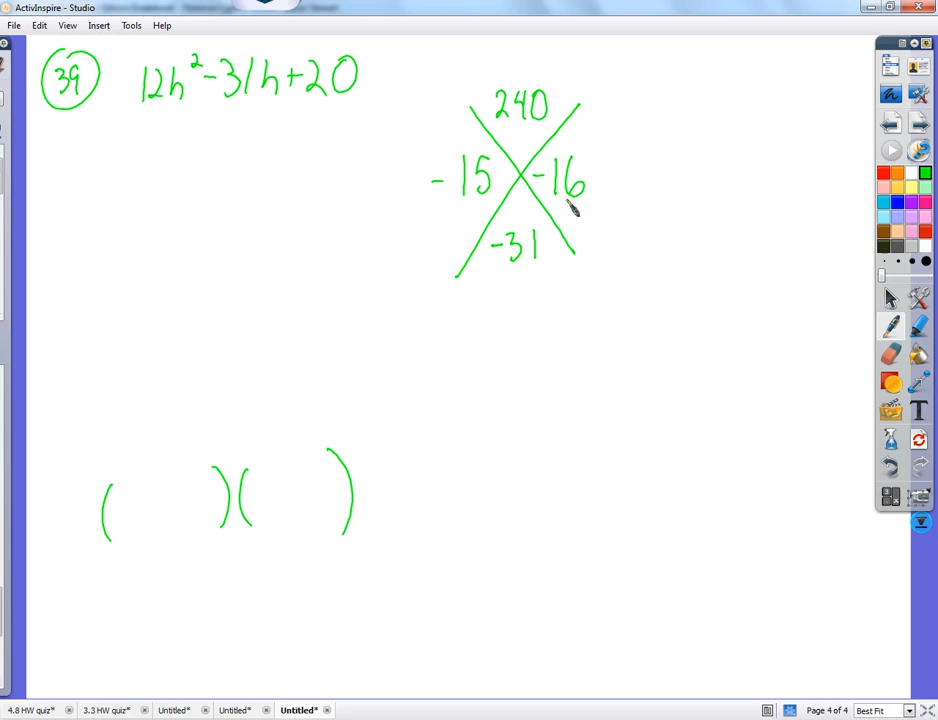 ActivInspire - Studio
File Edit View Insert Tools Help
39 12h²-31h+20
240
-15 -16
-31
( )( )
T
4.8 HW quiz* 3.3 HW quiz* Untitled* Untitled* Untitled* Page 4 of 4 Best Fit